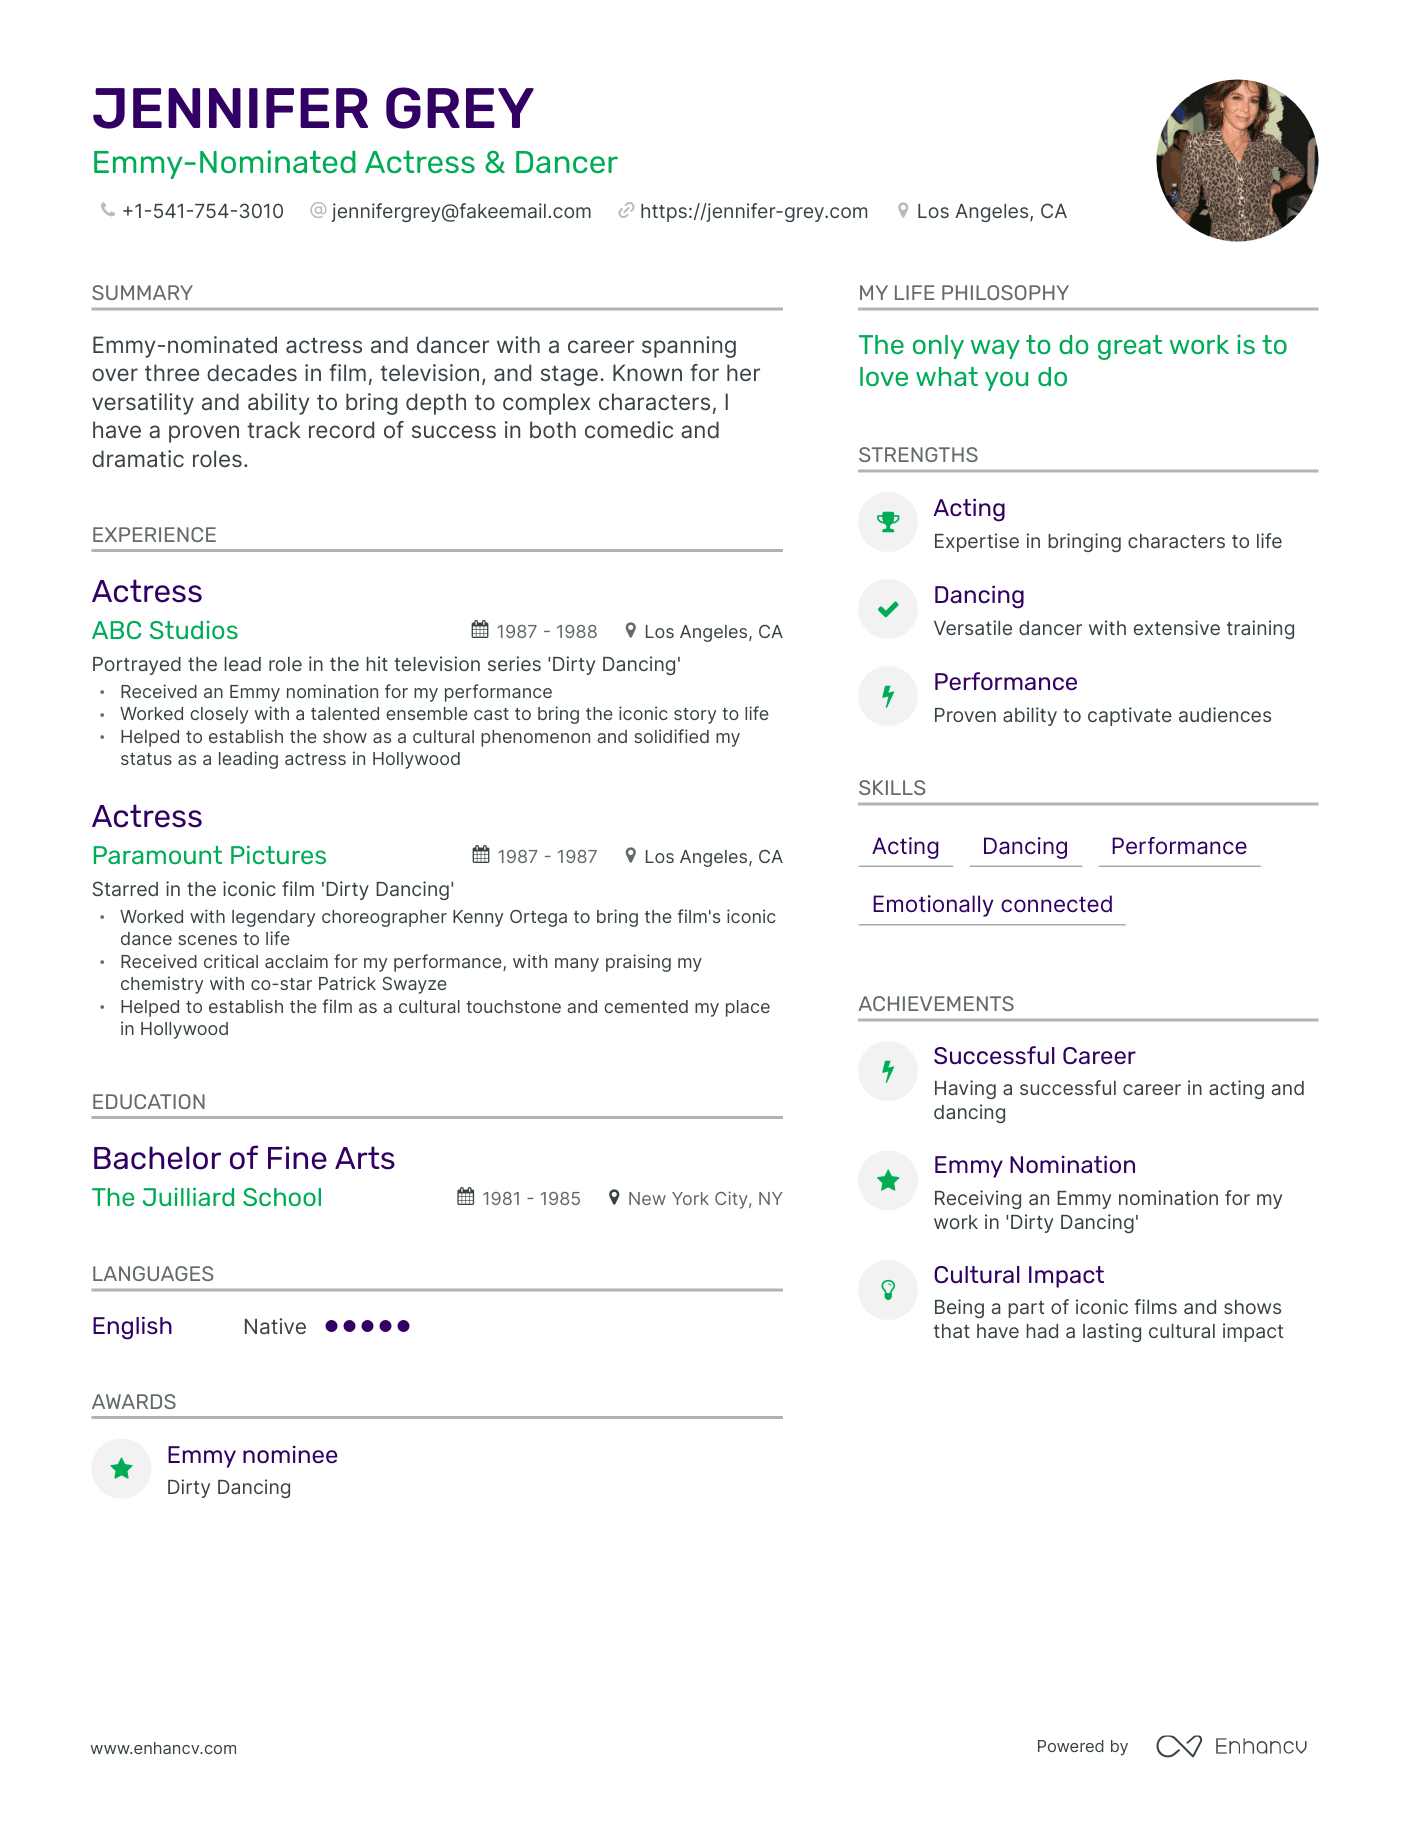 JENNIFER GREY
Emmy-Nominated Actress & Dancer
+1-541-754-3010 @ jennifergrey@fakeemail.com https://jennifer-grey.com Los Angeles, CA
SUMMARY
Emmy-nominated actress and dancer with a career spanning
over three decades in film, television, and stage. Known for her
versatility and ability to bring depth to complex characters, I
have a proven track record of success in both comedic and
dramatic roles.
EXPERIENCE
Actress
ABC Studios 1987 - 1988 Los Angeles, CA
Portrayed the lead role in the hit television series 'Dirty Dancing'
• Received an Emmy nomination for my performance
• Worked closely with a talented ensemble cast to bring the iconic story to life
• Helped to establish the show as a cultural phenomenon and solidified my
status as a leading actress in Hollywood
Actress
Paramount Pictures 1987 - 1987 Los Angeles, CA
Starred in the iconic film 'Dirty Dancing'
• Worked with legendary choreographer Kenny Ortega to bring the film's iconic
dance scenes to life
• Received critical acclaim for my performance, with many praising my
chemistry with co-star Patrick Swayze
• Helped to establish the film as a cultural touchstone and cemented my place
in Hollywood
EDUCATION
Bachelor of Fine Arts
The Juilliard School 1981 - 1985 New York City, NY
LANGUAGES
English Native
AWARDS
Emmy nominee
Dirty Dancing
MY LIFE PHILOSOPHY
The only way to do great work is to
love what you do
STRENGTHS
Acting
Expertise in bringing characters to life
Dancing
Versatile dancer with extensive training
Performance
Proven ability to captivate audiences
SKILLS
Acting Dancing Performance
Emotionally connected
ACHIEVEMENTS
Successful Career
Having a successful career in acting and
dancing
Emmy Nomination
Receiving an Emmy nomination for my
work in 'Dirty Dancing'
Cultural Impact
Being a part of iconic films and shows
that have had a lasting cultural impact
www.enhancv.com
Powered by Enhancv